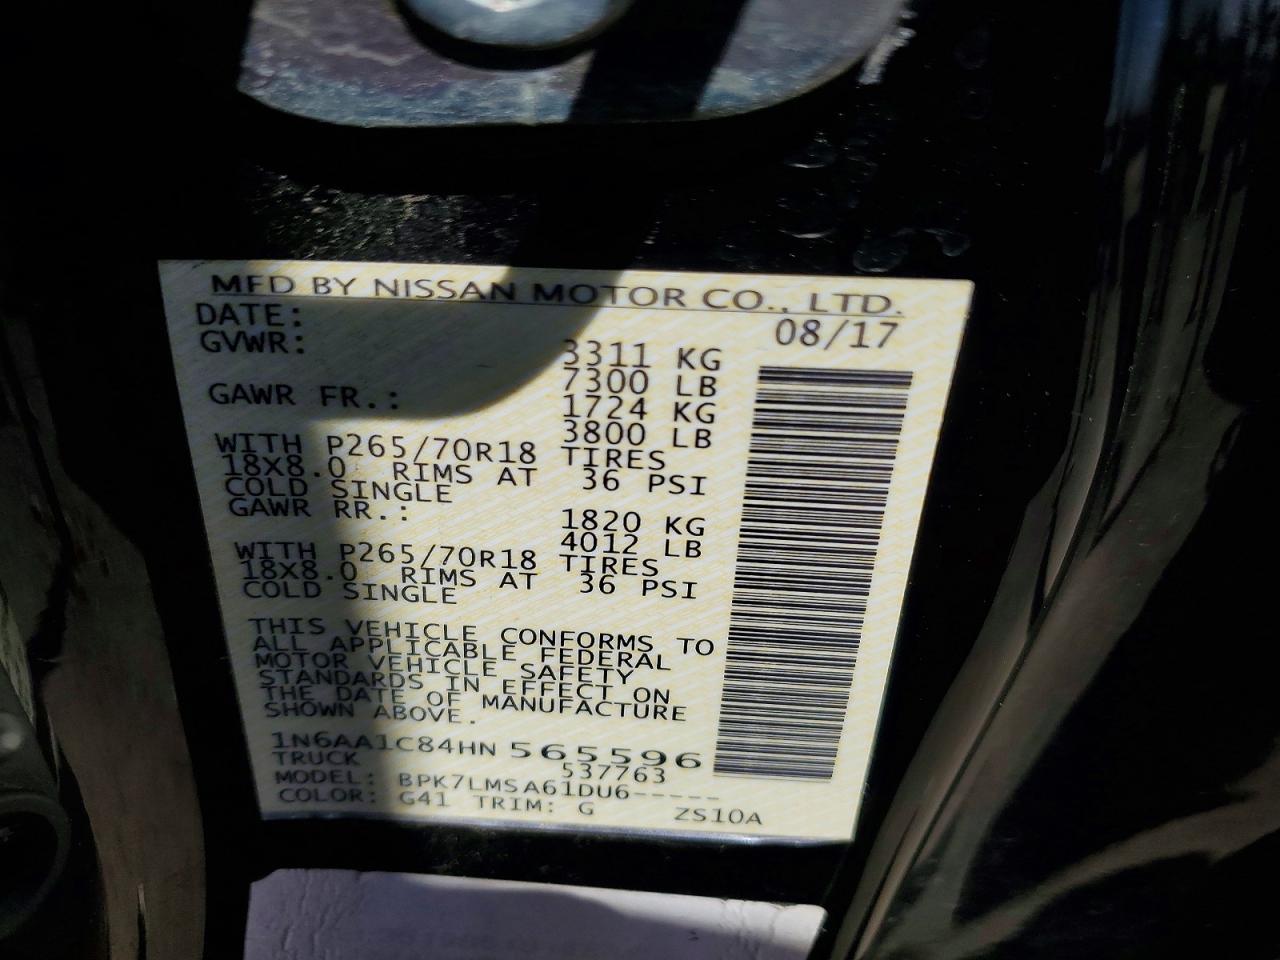 MFD BY NISSAN MOTOR CO., LTD.
DATE: 08/17
GVWR: 3311 KG
7300 LB
GAWR FR.: 1724 KG
3800 LB
WITH P265/70R18 TIRES
18X8.0 RIMS AT 36 PSI
COLD SINGLE
GAWR RR.: 1820 KG
4012 LB
WITH P265/70R18 TIRES
18X8.0 RIMS AT 36 PSI
COLD SINGLE
THIS VEHICLE CONFORMS TO
ALL APPLICABLE FEDERAL
MOTOR VEHICLE SAFETY
STANDARDS IN EFFECT ON
THE DATE OF MANUFACTURE
SHOWN ABOVE.
1N6AA1C84HN 565596
TRUCK 537763
MODEL: BPK7LMSA61DU6-----
COLOR: G41 TRIM: G ZS10A